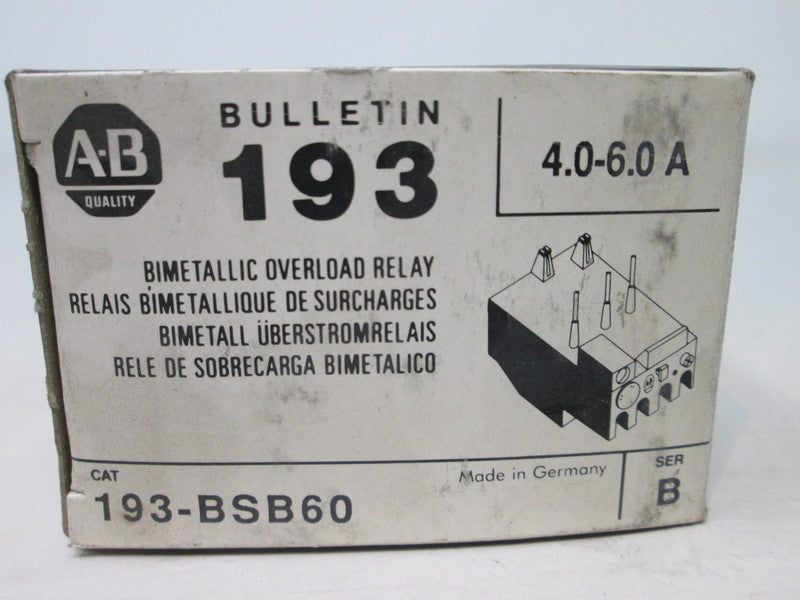 A-B
QUALITY
BULLETIN
193
4.0-6.0 A
BIMETALLIC OVERLOAD RELAY
RELAIS BIMETALLIQUE DE SURCHARGES
BIMETALL ÜBERSTROMRELAIS
RELE DE SOBRECARGA BIMETALICO
CAT
193-BSB60
Made in Germany
SER
B